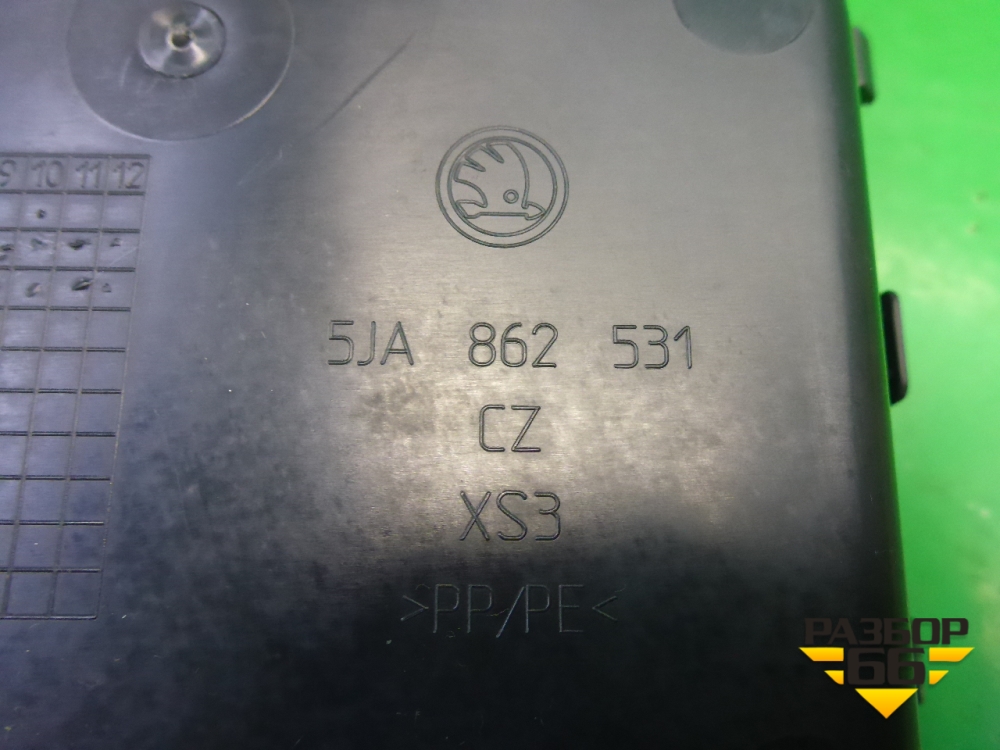 9 10 11 12
5JA 862 531
CZ
XS3
>PP/PE<
РАЗБОР
66